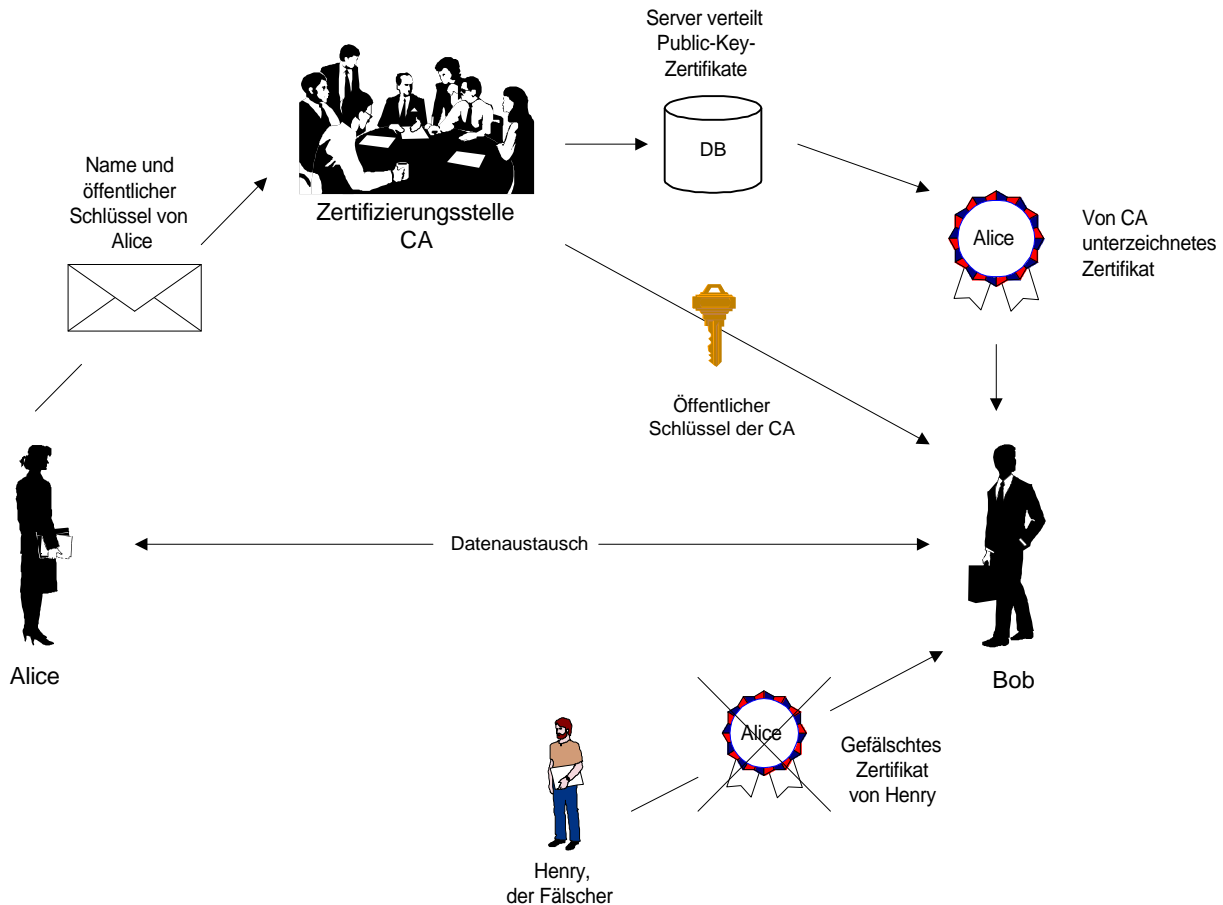 Server verteilt
Public-Key-
Zertifikate
DB
Name und
öffentlicher
Schlüssel von
Alice
Zertifizierungsstelle
CA
Alice
Von CA
unterzeichnetes
Zertifikat
Öffentlicher
Schlüssel der CA
Datenaustausch
Alice
Bob
Alice
Gefälschtes
Zertifikat
von Henry
Henry,
der Fälscher